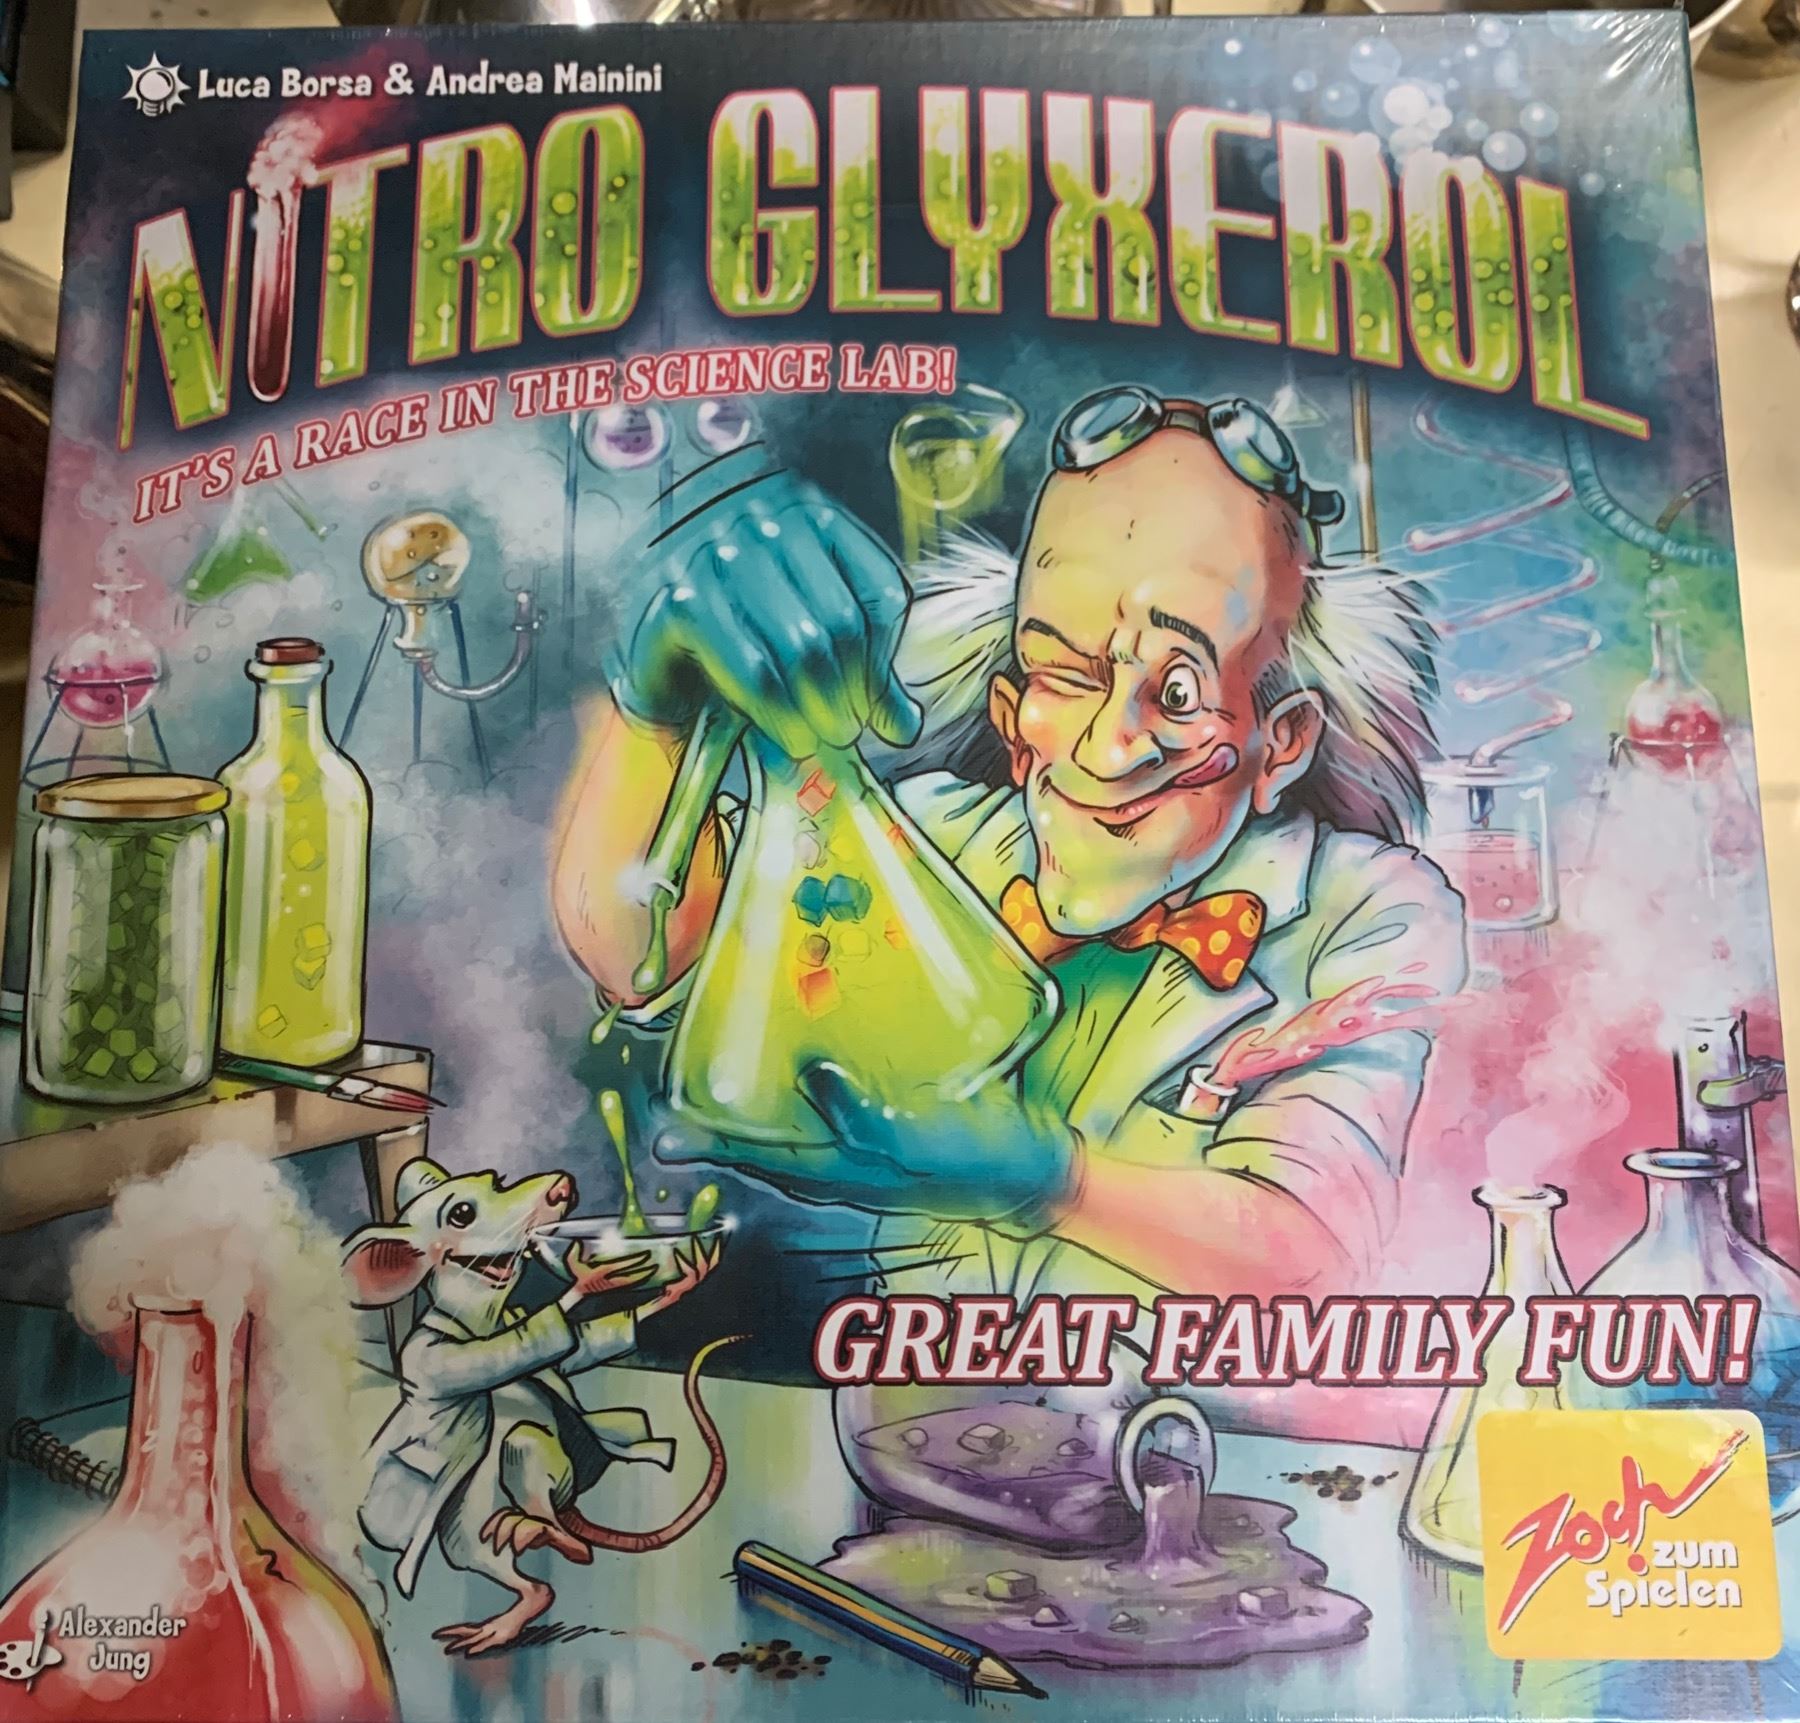 Luca Borsa & Andrea Mainini
NITRO GLYXEROL
IT'S A RACE IN THE SCIENCE LAB!
GREAT FAMILY FUN!
Zoch
zum
Spielen
Alexander
Jung